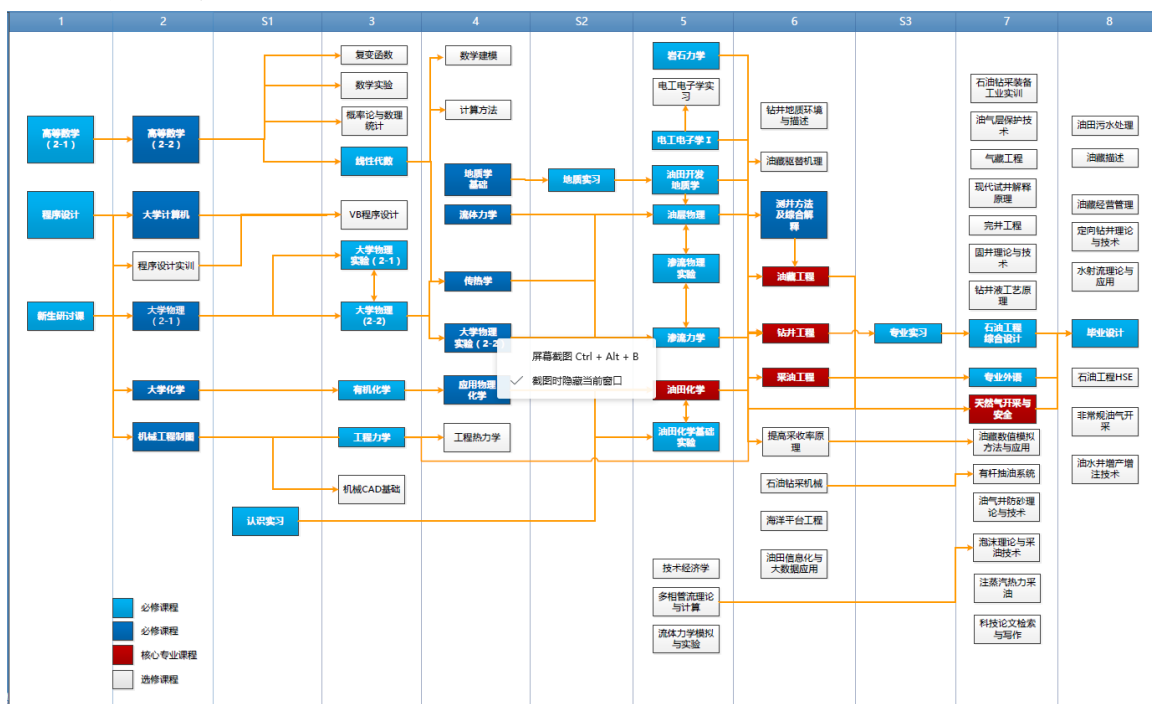 1
2
S1
3
4
S2
5
6
S3
7
8
高等数学
（2-1）
程序设计
新生研讨课
高等数学
（2-2）
大学计算机
程序设计实训
大学物理
（2-1）
大学化学
机械工程制图
认识实习
复变函数
数学实验
概率论与数理
统计
线性代数
VB程序设计
大学物理
实验（2-1）
大学物理
（2-2）
有机化学
工程力学
机械CAD基础
数学建模
计算方法
地质学
基础
流体力学
传热学
大学物理
实验（2-2
应用物理
化学
工程热力学
地质实习
屏幕截图 Ctrl + Alt + B
截图时隐藏当前窗口
岩石力学
电工电子学实
习
电工电子学 I
油田开发
地质学
油层物理
渗流物理
实验
渗流力学
油田化学
油田化学基础
实验
技术经济学
多相管流理论
与计算
流体力学模拟
与实验
钻井地质环境
与描述
油藏驱替机理
测井方法
及综合解
释
油藏工程
钻井工程
采油工程
提高采收率原
理
石油钻采机械
海洋平台工程
油田信息化与
大数据应用
专业实习
石油钻采装备
工业实训
油气层保护技
术
气藏工程
现代试井解释
原理
完井工程
固井理论与技
术
钻井液工艺原
理
石油工程
综合设计
专业外语
天然气开采与
安全
油藏数值模拟
方法与应用
有杆抽油系统
油气井防砂理
论与技术
泡沫理论与采
油技术
注蒸汽热力采
油
科技论文检索
与写作
油田污水处理
油藏描述
油藏经营管理
定向钻井理论
与技术
水射流理论与
应用
毕业设计
石油工程HSE
非常规油气开
采
油水井增产增
注技术
必修课程
必修课程
核心专业课程
选修课程